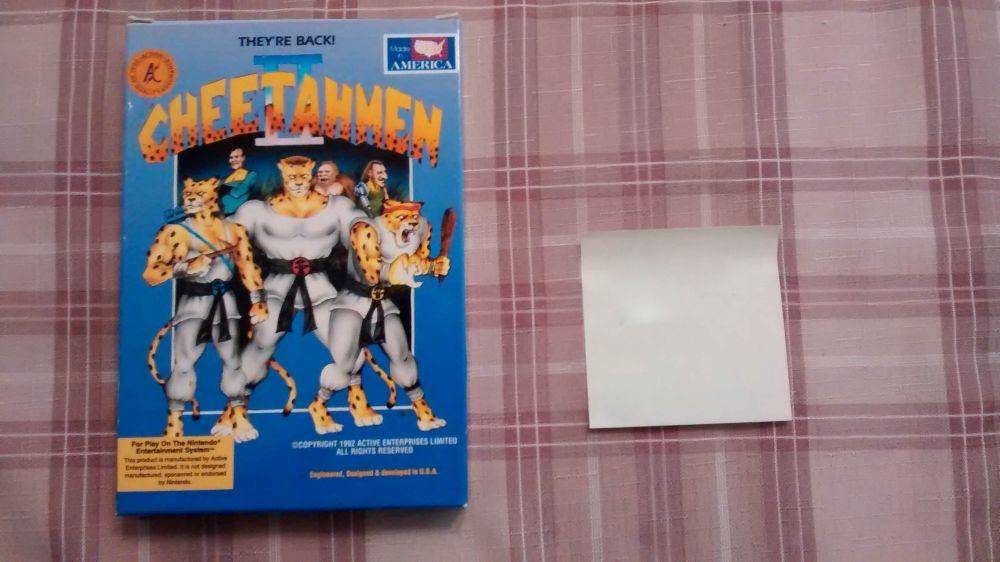 THEY'RE BACK!
Made
in
AMERICA
II
CHEETAHMEN
For Play On The Nintendo®
Entertainment System™
This product is manufactured by Active
Enterprises Limited. It is not designed
manufactured, sponsored or endorsed
by Nintendo.
©COPYRIGHT 1992 ACTIVE ENTERPRISES LIMITED
ALL RIGHTS RESERVED
Engineered, Designed & developed in U.S.A.